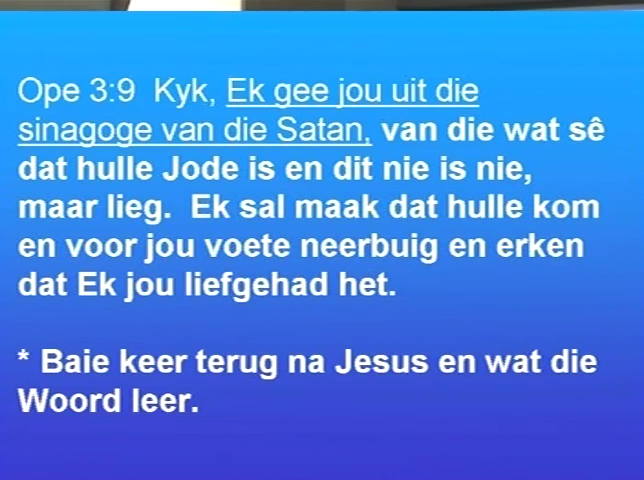 Ope 3:9 Kyk, Ek gee jou uit die
sinagoge van die Satan, van die wat sê
dat hulle Jode is en dit nie is nie,
maar lieg. Ek sal maak dat hulle kom
en voor jou voete neerbuig en erken
dat Ek jou liefgehad het.
* Baie keer terug na Jesus en wat die
Woord leer.